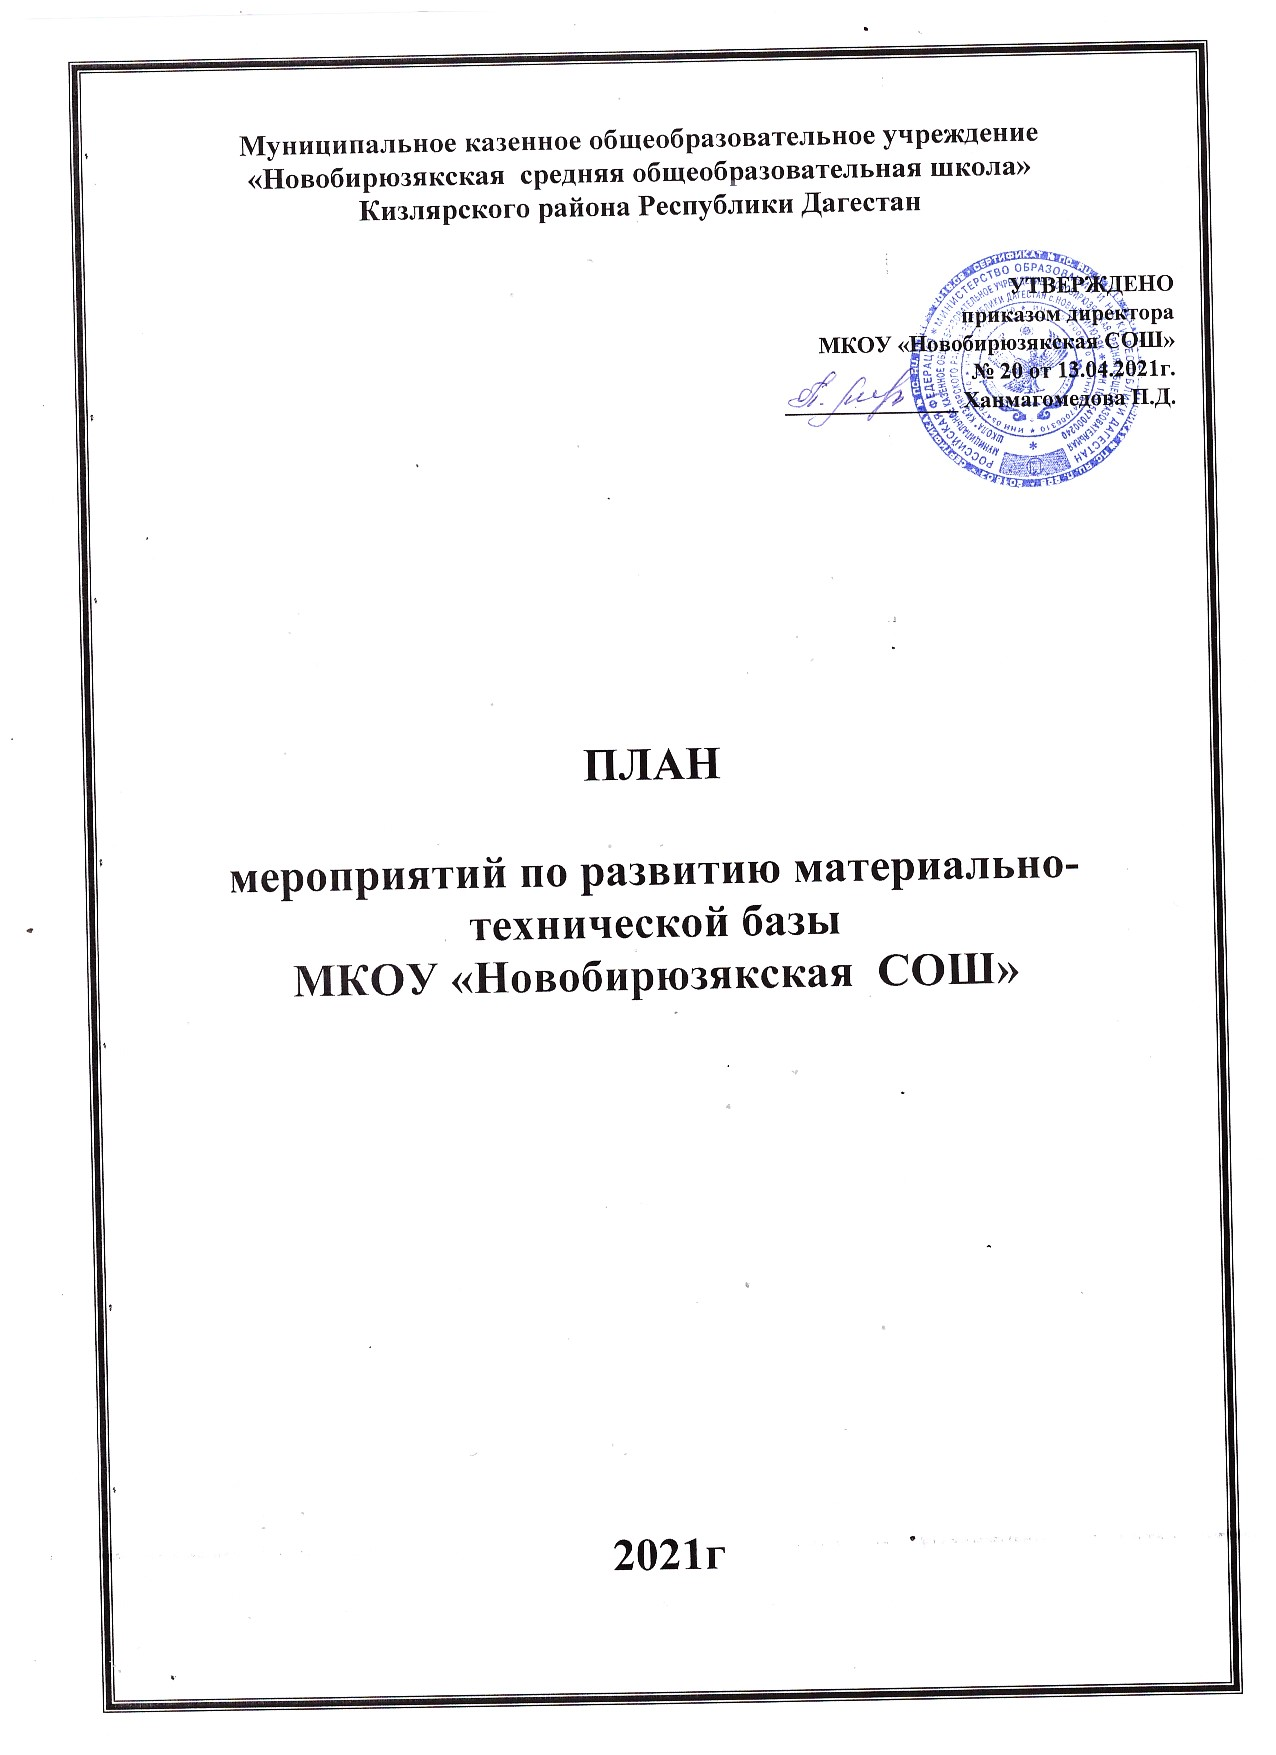 Муниципальное казенное общеобразовательное учреждение
«Новобирюзякская средняя общеобразовательная школа»
Кизлярского района Республики Дагестан
УТВЕРЖДЕНО
приказом директора
МКОУ «Новобирюзякская СОШ»
№ 20 от 13.04.2021г.
Ханмагомедова П.Д.
ПЛАН
мероприятий по развитию материально-
технической базы
МКОУ «Новобирюзякская СОШ»
2021г